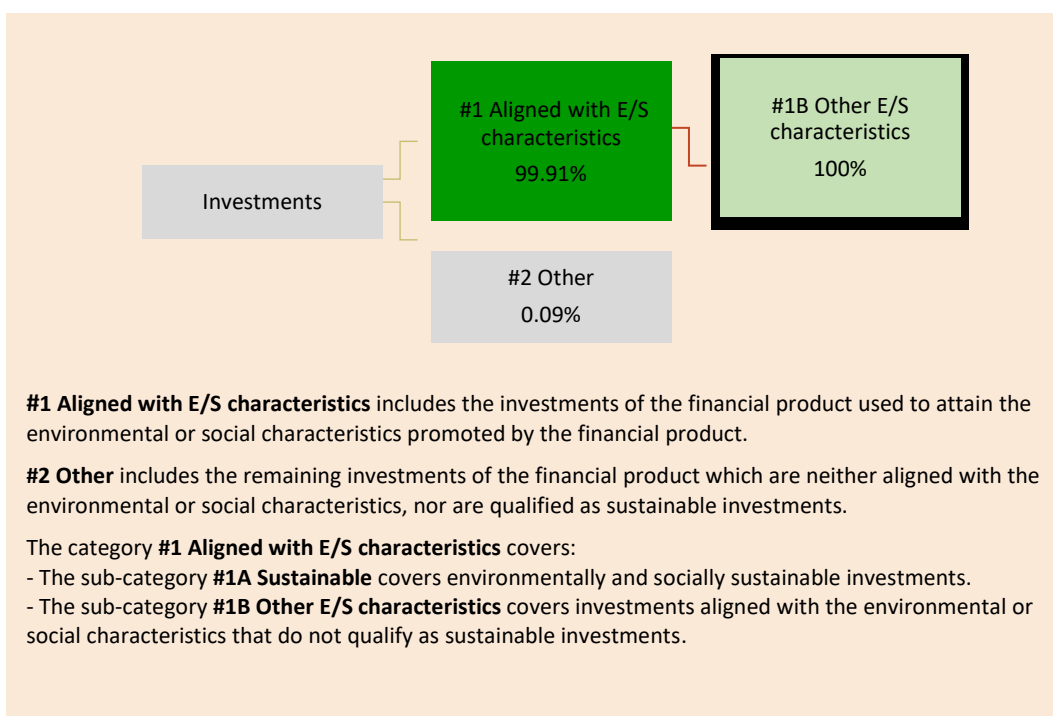 #1 Aligned with E/S
characteristics
99.91%
#1B Other E/S
characteristics
100%
Investments
#2 Other
0.09%
#1 Aligned with E/S characteristics includes the investments of the financial product used to attain the
environmental or social characteristics promoted by the financial product.
#2 Other includes the remaining investments of the financial product which are neither aligned with the
environmental or social characteristics, nor are qualified as sustainable investments.
The category #1 Aligned with E/S characteristics covers:
- The sub-category #1A Sustainable covers environmentally and socially sustainable investments.
- The sub-category #1B Other E/S characteristics covers investments aligned with the environmental or
social characteristics that do not qualify as sustainable investments.